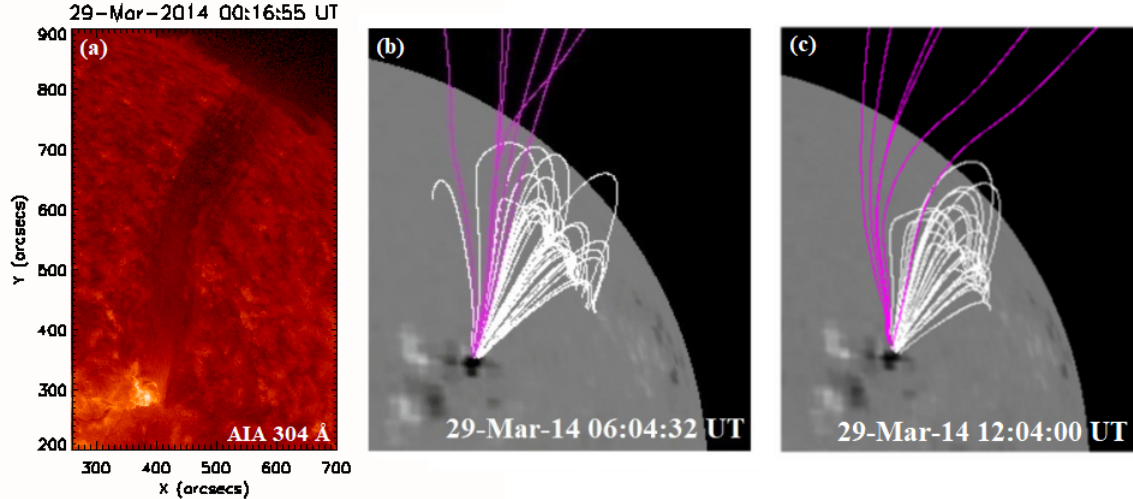 29-Mar-2014 00:16:55 UT
(a)
900
800
700
600
500
400
300
200
Y (arcsecs)
300 400 500 600 700
X (arcsecs)
AIA 304 Å
(b)
29-Mar-14 06:04:32 UT
(c)
29-Mar-14 12:04:00 UT